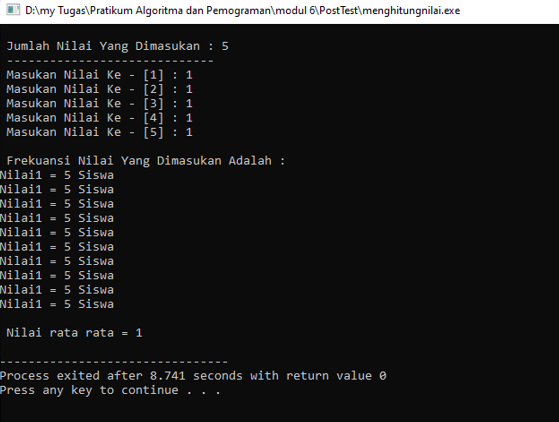 D:\my Tugas\Pratikum Algoritma dan Pemograman\modul 6\PostTest\menghitungnilai.exe
Jumlah Nilai Yang Dimasukan : 5
----------------------------
Masukan Nilai Ke - [1] : 1
Masukan Nilai Ke - [2] : 1
Masukan Nilai Ke - [3] : 1
Masukan Nilai Ke - [4] : 1
Masukan Nilai Ke - [5] : 1
Frekuansi Nilai Yang Dimasukan Adalah :
Nilai1 = 5 Siswa
Nilai1 = 5 Siswa
Nilai1 = 5 Siswa
Nilai1 = 5 Siswa
Nilai1 = 5 Siswa
Nilai1 = 5 Siswa
Nilai1 = 5 Siswa
Nilai1 = 5 Siswa
Nilai1 = 5 Siswa
Nilai1 = 5 Siswa
Nilai rata rata = 1
-------------------------------
Process exited after 8.741 seconds with return value 0
Press any key to continue . . .